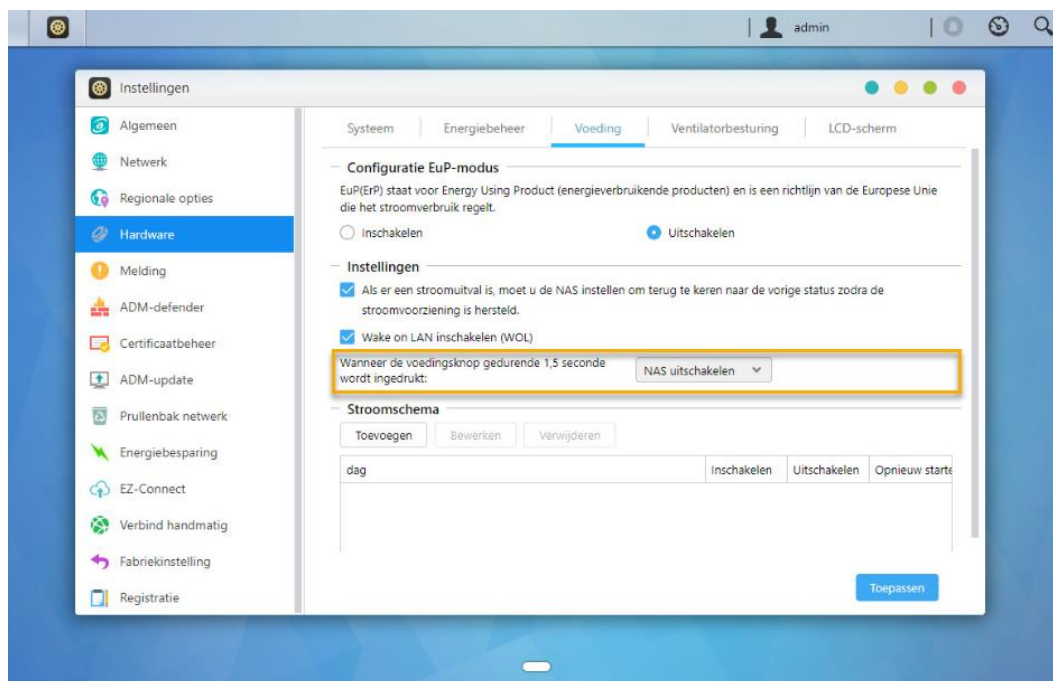 admin
Instellingen
Algemeen
Netwerk
Regionale opties
Hardware
Melding
ADM-defender
Certificaatbeheer
ADM-update
Prullenbak netwerk
Energiebesparing
EZ-Connect
Verbind handmatig
Fabriekinstelling
Registratie
Systeem Energiebeheer Voeding Ventilatorbesturing LCD-scherm
Configuratie EuP-modus
EuP(ErP) staat voor Energy Using Product (energieverbruikende producten) en is een richtlijn van de Europese Unie
die het stroomverbruik regelt.
Inschakelen Uitschakelen
Instellingen
Als er een stroomuitval is, moet u de NAS instellen om terug te keren naar de vorige status zodra de
stroomvoorziening is hersteld.
Wake on LAN inschakelen (WOL)
Wanneer de voedingsknop gedurende 1,5 seconde
wordt ingedrukt: NAS uitschakelen
Stroomschema
Toevoegen Bewerken Verwijderen
dag Inschakelen Uitschakelen Opnieuw starte
Toepassen